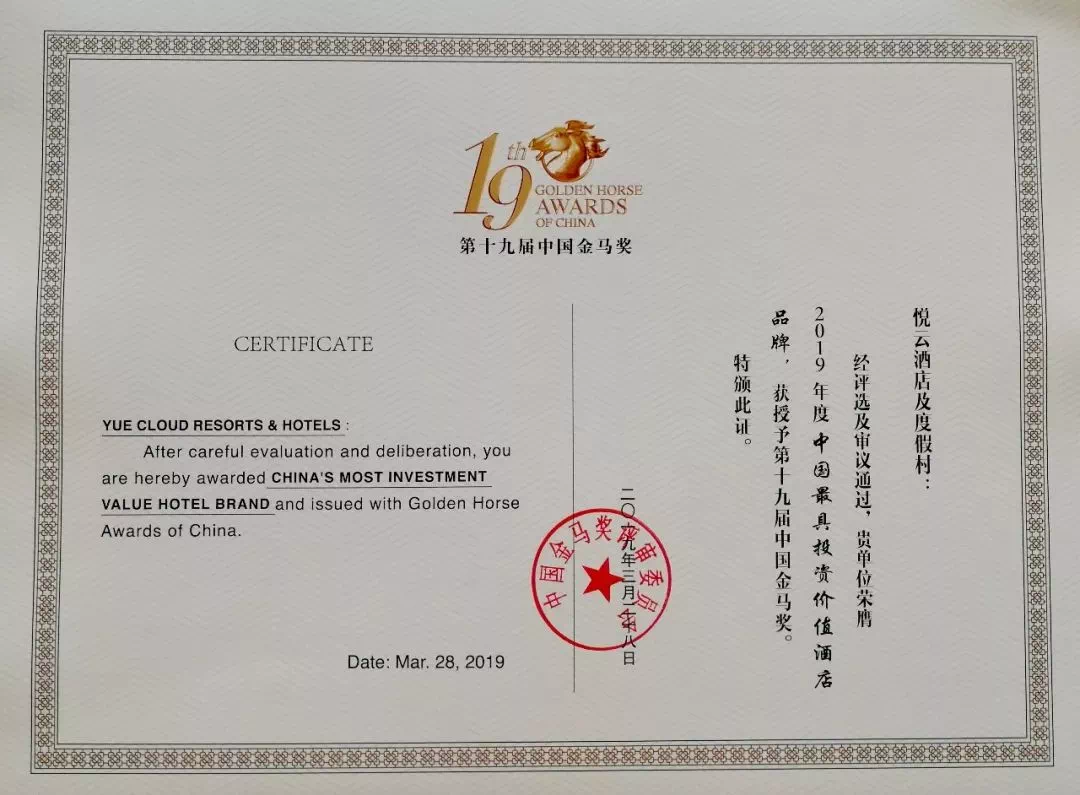 19th
GOLDEN HORSE
AWARDS
OF CHINA
第十九届中国金马奖
CERTIFICATE
YUE CLOUD RESORTS & HOTELS :
After careful evaluation and deliberation, you
are hereby awarded CHINA'S MOST INVESTMENT
VALUE HOTEL BRAND and issued with Golden Horse
Awards of China.
Date: Mar. 28, 2019
悦云酒店及度假村：
经评选及审议通过，贵单位荣膺
2019年度中国最具投资价值酒店
品牌，获授予第十九届中国金马奖。
特颁此证。
二〇一九年三月二十八日
中国金马奖评审委员会